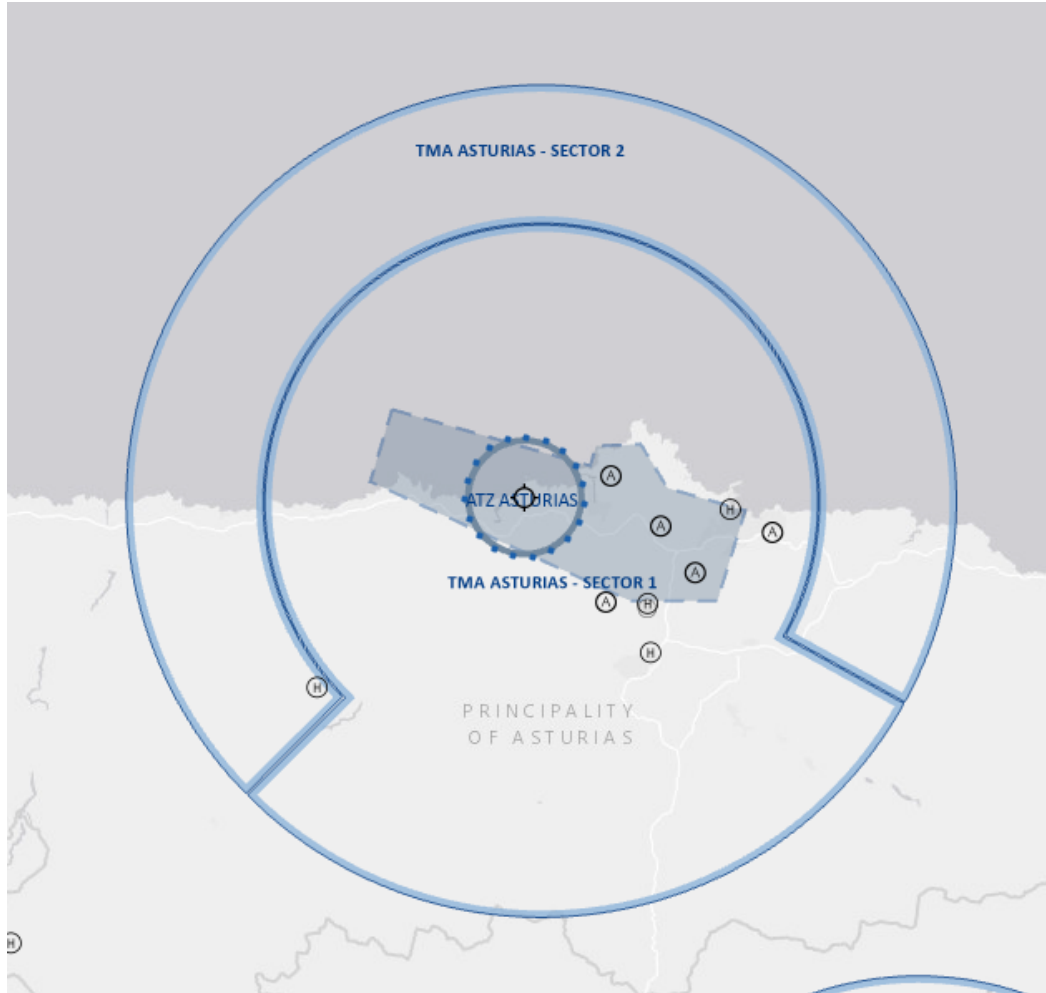 TMA ASTURIAS - SECTOR 2
A
ATZ ASTURIAS
H
A
A
A
TMA ASTURIAS - SECTOR 1
A
H
H
H
PRINCIPALITY
OF ASTURIAS
H